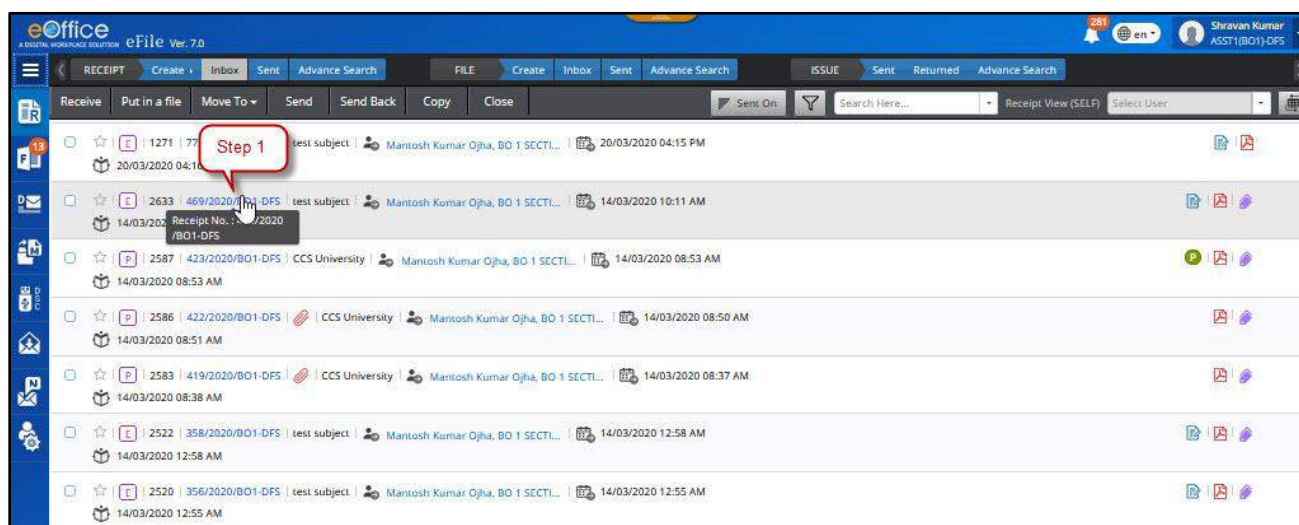 eOffice
A DIGITAL WORKPLACE SOLUTION eFile Ver. 7.0
281 en Shravan Kumar
ASST1(BO1)-DFS
RECEIPT Create Inbox Sent Advance Search FILE Create Inbox Sent Advance Search ISSUE Sent Returned Advance Search
Receive Put in a file Move To Send Send Back Copy Close Sent On Search Here... Receipt View (SELF) Select User
13
E 1271 77 test subject Mantosh Kumar Ojha, BO 1 SECTI... 20/03/2020 04:15 PM
Step 1
20/03/2020 04:16
E 2633 469/2020/BO1-DFS test subject Mantosh Kumar Ojha, BO 1 SECTI... 14/03/2020 10:11 AM
14/03/202
Receipt No. : /2020
/BO1-DFS
P 2587 423/2020/BO1-DFS CCS University Mantosh Kumar Ojha, BO 1 SECTI... 14/03/2020 08:53 AM P
14/03/2020 08:53 AM
P 2586 422/2020/BO1-DFS CCS University Mantosh Kumar Ojha, BO 1 SECTI... 14/03/2020 08:50 AM
14/03/2020 08:51 AM
P 2583 419/2020/BO1-DFS CCS University Mantosh Kumar Ojha, BO 1 SECTI... 14/03/2020 08:37 AM
14/03/2020 08:38 AM
E 2522 358/2020/BO1-DFS test subject Mantosh Kumar Ojha, BO 1 SECTI... 14/03/2020 12:58 AM
14/03/2020 12:58 AM
E 2520 356/2020/BO1-DFS test subject Mantosh Kumar Ojha, BO 1 SECTI... 14/03/2020 12:55 AM
14/03/2020 12:55 AM